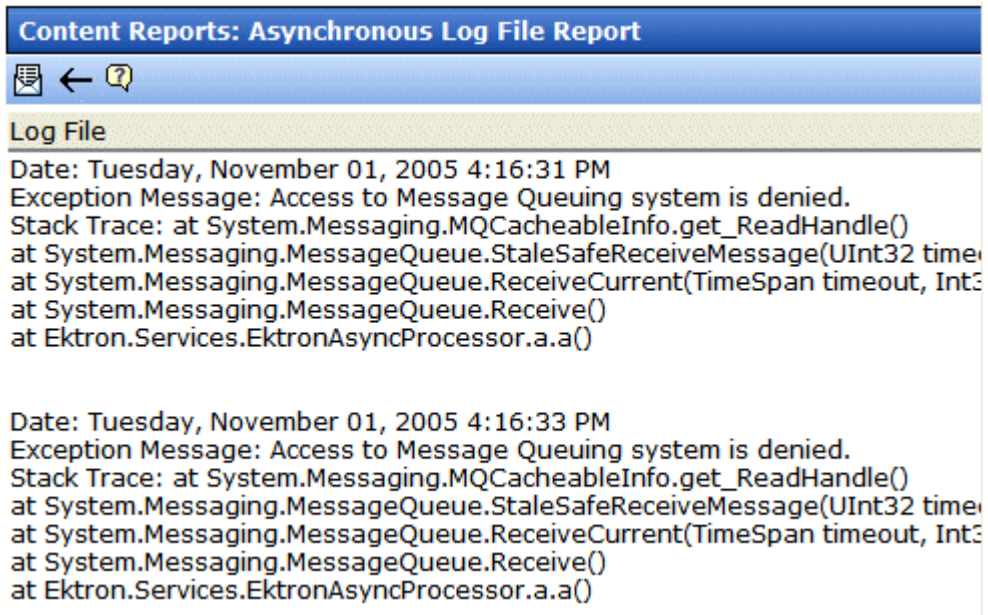 Content Reports: Asynchronous Log File Report
Log File
Date: Tuesday, November 01, 2005 4:16:31 PM
Exception Message: Access to Message Queuing system is denied.
Stack Trace: at System.Messaging.MQCacheableInfo.get_ReadHandle()
at System.Messaging.MessageQueue.StaleSafeReceiveMessage(UInt32
at System.Messaging.MessageQueue.ReceiveCurrent(TimeSpan timeout,
at System.Messaging.MessageQueue.Receive()
at Ektron.Services.EktronAsyncProcessor.a.a()
Date: Tuesday, November 01, 2005 4:16:33 PM
Exception Message: Access to Message Queuing system is denied.
Stack Trace: at System.Messaging.MQCacheableInfo.get_ReadHandle()
at System.Messaging.MessageQueue.StaleSafeReceiveMessage(UInt32
at System.Messaging.MessageQueue.ReceiveCurrent(TimeSpan timeout,
at System.Messaging.MessageQueue.Receive()
at Ektron.Services.EktronAsyncProcessor.a.a()